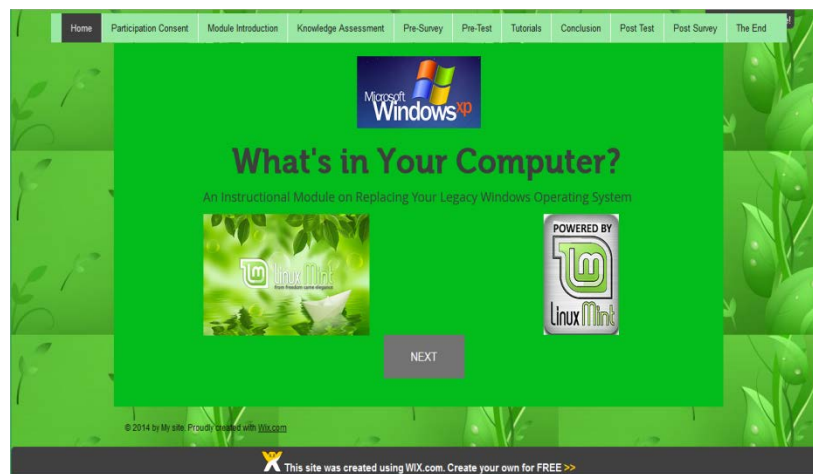 Home Participation Consent Module Introduction Knowledge Assessment Pre-Survey Pre-Test Tutorials Conclusion Post Test Post Survey The End
Microsoft
Windows xp
What's in Your Computer?
An Instructional Module on Replacing Your Legacy Windows Operating System
Linux Mint
from freedom came elegance
POWERED BY
lm
Linux Mint
NEXT
© 2014 by My site. Proudly created with Wix.com
This site was created using WIX.com. Create your own for FREE >>